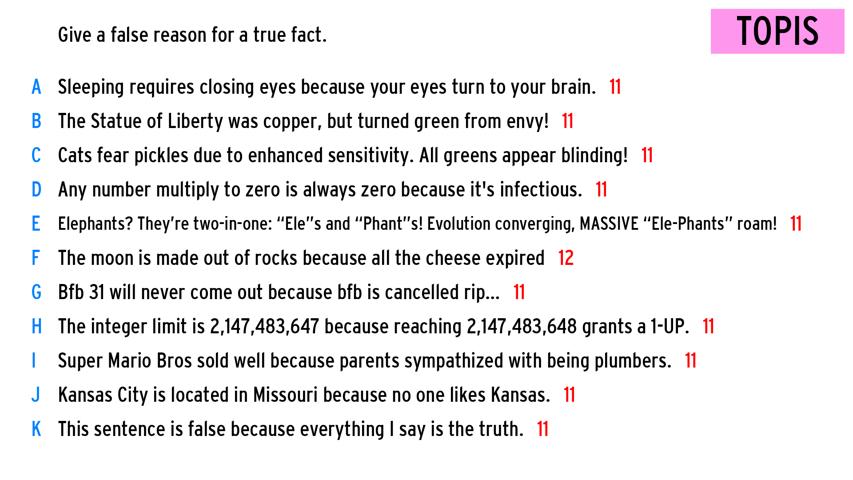 Give a false reason for a true fact.
TOPIS
A Sleeping requires closing eyes because your eyes turn to your brain. 11
B The Statue of Liberty was copper, but turned green from envy! 11
C Cats fear pickles due to enhanced sensitivity. All greens appear blinding! 11
D Any number multiply to zero is always zero because it's infectious. 11
E Elephants? They’re two-in-one: “Ele”s and “Phant”s! Evolution converging, MASSIVE “Ele-Phants” roam! 11
F The moon is made out of rocks because all the cheese expired 12
G Bfb 31 will never come out because bfb is cancelled rip... 11
H The integer limit is 2,147,483,647 because reaching 2,147,483,648 grants a 1-UP. 11
I Super Mario Bros sold well because parents sympathized with being plumbers. 11
J Kansas City is located in Missouri because no one likes Kansas. 11
K This sentence is false because everything I say is the truth. 11